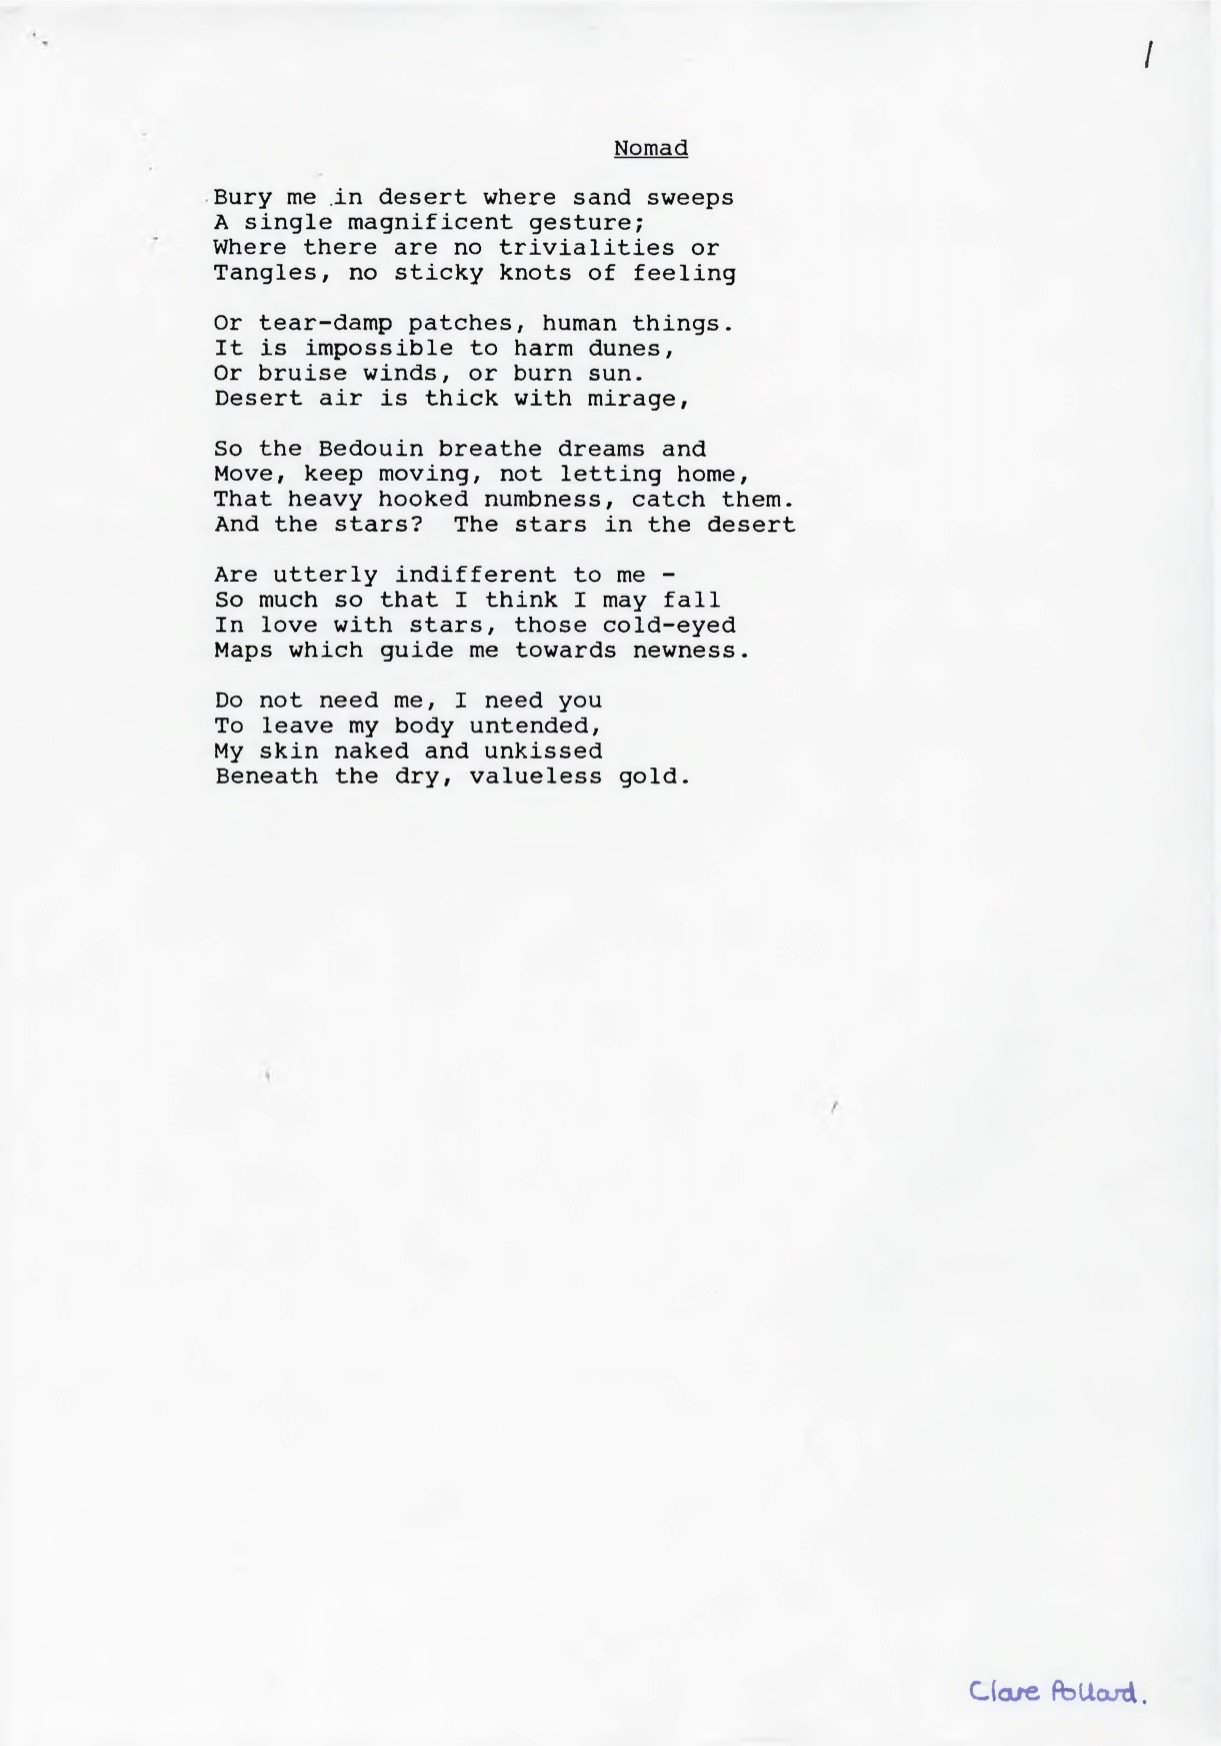 1
Nomad
Bury me in desert where sand sweeps
A single magnificent gesture;
Where there are no trivialities or
Tangles, no sticky knots of feeling
Or tear-damp patches, human things.
It is impossible to harm dunes,
Or bruise winds, or burn sun.
Desert air is thick with mirage,
So the Bedouin breathe dreams and
Move, keep moving, not letting home,
That heavy hooked numbness, catch them.
And the stars?  The stars in the desert
Are utterly indifferent to me -
So much so that I think I may fall
In love with stars, those cold-eyed
Maps which guide me towards newness.
Do not need me, I need you
To leave my body untended,
My skin naked and unkissed
Beneath the dry, valueless gold.
Clare Pollard.